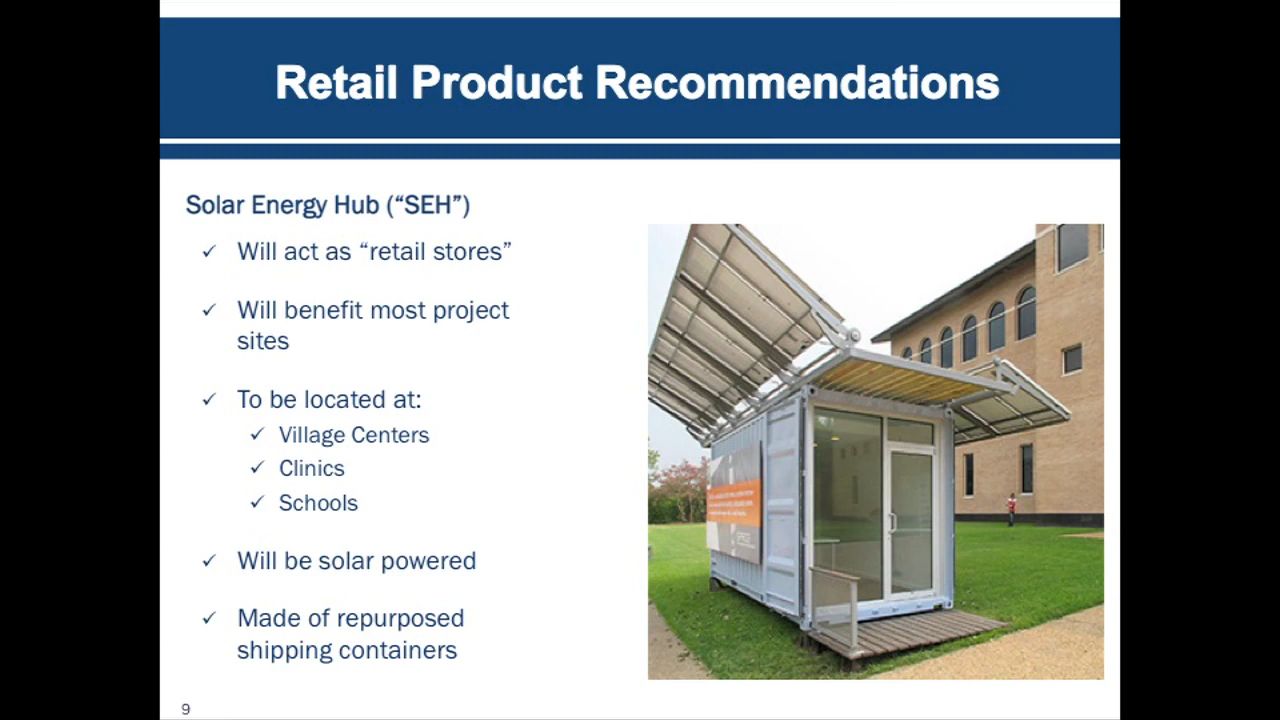 Retail Product Recommendations
Solar Energy Hub (“SEH”)
✓ Will act as “retail stores”
✓ Will benefit most project
sites
✓ To be located at:
✓ Village Centers
✓ Clinics
✓ Schools
✓ Will be solar powered
✓ Made of repurposed
shipping containers
9